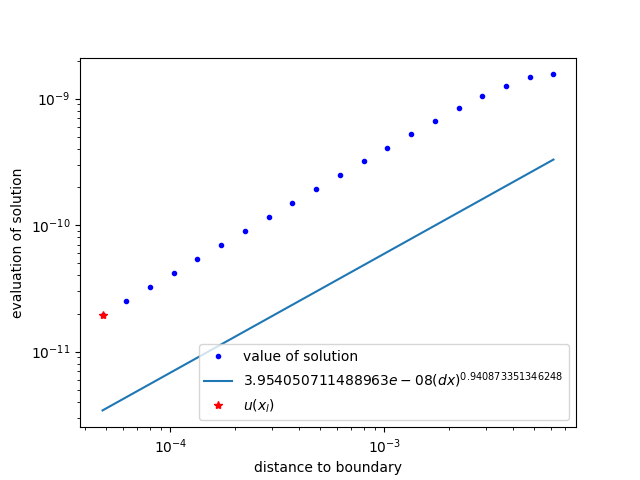 10⁻⁹
10⁻¹⁰
10⁻¹¹
evaluation of solution
value of solution
3.954050711488963e − 08(dx)⁰·⁹⁴⁰⁸⁷³³⁵¹³⁴⁶²⁴⁸
u(xₗ)
10⁻⁴
10⁻³
distance to boundary